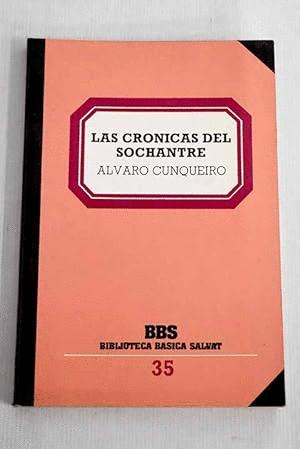 LAS CRONICAS DEL
SOCHANTRE
ALVARO CUNQUEIRO
BBS
BIBLIOTECA BASICA SALVAT
35